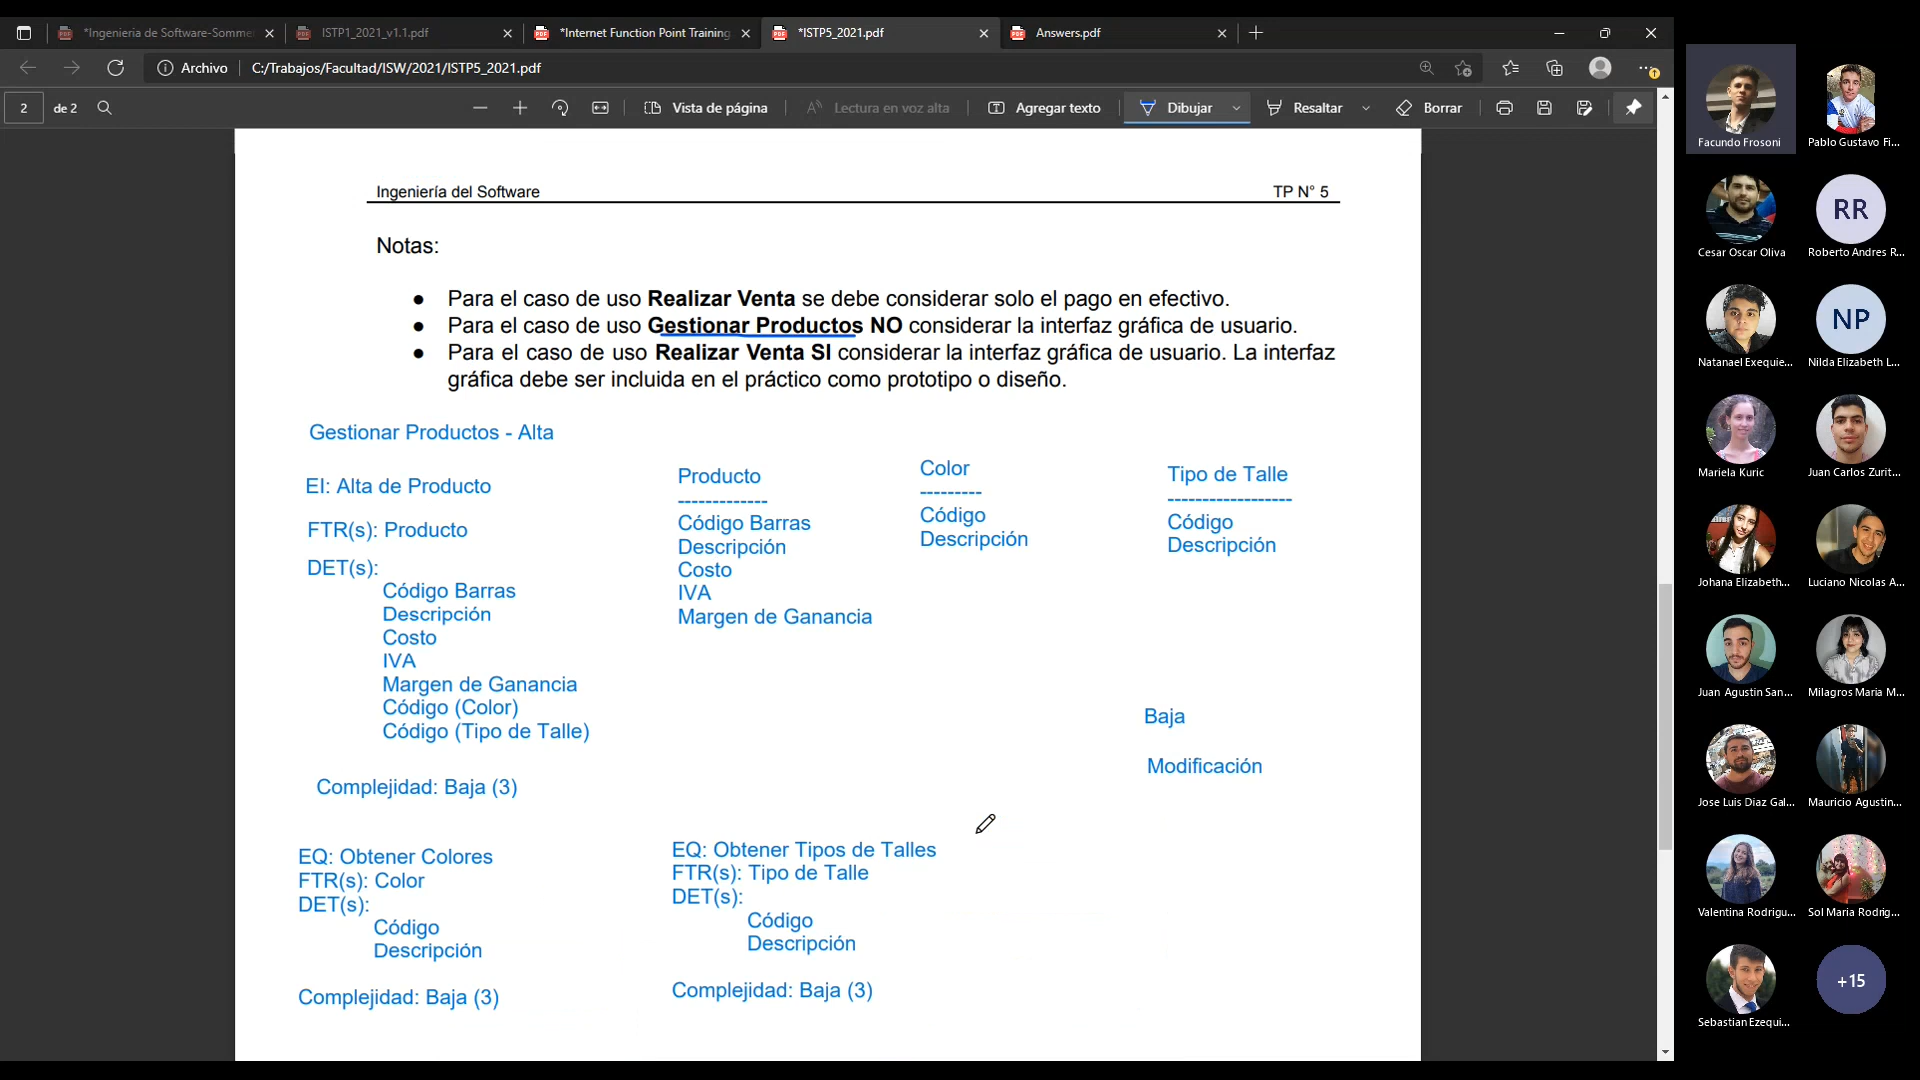 *Ingenieria de Software-Somme
ISTP1_2021_v1.1.pdf
*Internet Function Point Training
*ISTP5_2021.pdf
Answers.pdf
Archivo
C:/Trabajos/Facultad/ISW/2021/ISTP5_2021.pdf
2
de 2
Vista de página
Lectura en voz alta
Agregar texto
Dibujar
Resaltar
Borrar
Ingeniería del Software
TP N° 5
Notas:
● Para el caso de uso Realizar Venta se debe considerar solo el pago en efectivo.
● Para el caso de uso Gestionar Productos NO considerar la interfaz gráfica de usuario.
● Para el caso de uso Realizar Venta SI considerar la interfaz gráfica de usuario. La interfaz
gráfica debe ser incluida en el práctico como prototipo o diseño.
Gestionar Productos - Alta
EI: Alta de Producto
FTR(s): Producto
DET(s):
Código Barras
Descripción
Costo
IVA
Margen de Ganancia
Código (Color)
Código (Tipo de Talle)
Complejidad: Baja (3)
Producto
-------------
Código Barras
Descripción
Costo
IVA
Margen de Ganancia
Color
---------
Código
Descripción
Tipo de Talle
------------------
Código
Descripción
Baja
Modificación
EQ: Obtener Colores
FTR(s): Color
DET(s):
Código
Descripción
Complejidad: Baja (3)
EQ: Obtener Tipos de Talles
FTR(s): Tipo de Talle
DET(s):
Código
Descripción
Complejidad: Baja (3)
Facundo Frosoni
Pablo Gustavo Fi...
Cesar Oscar Oliva
RR
Roberto Andres R...
Natanael Exequie...
NP
Nilda Elizabeth L...
Mariela Kuric
Juan Carlos Zurit...
Johana Elizabeth...
Luciano Nicolas A...
Juan Agustin San...
Milagros Maria M...
Jose Luis Diaz Gal...
Mauricio Agustin...
Valentina Rodrigu...
Sol Maria Rodrig...
Sebastian Ezequi...
+15